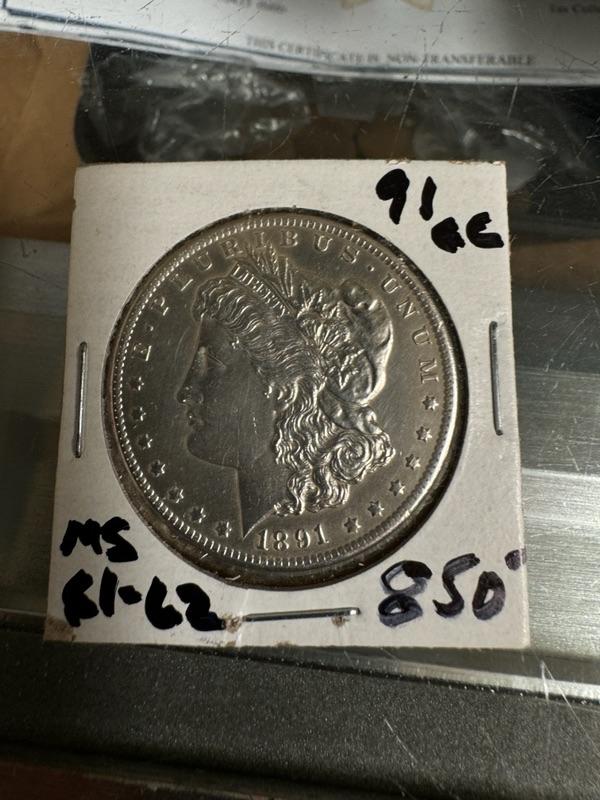 THIS CERTIFICATE IS NON-TRANSFERABLE
91
CC
E·PLURIBUS·UNUM
LIBERTY
1891
MS
61-62
850